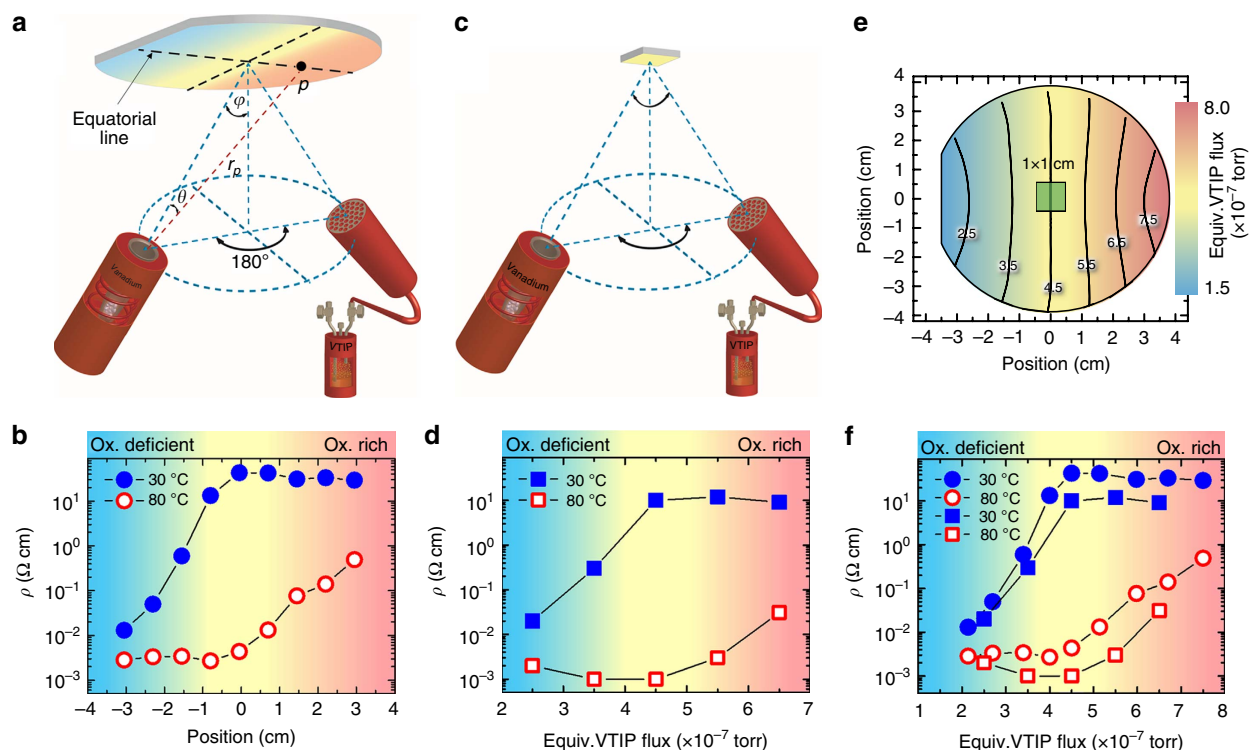 a
Equatorial
line
p
φ
r_p
θ
180°
Vanadium
VTIP
c
Vanadium
VTIP
e
4
3
2
1
0
−1
−2
−3
−4
Position (cm)
1×1 cm
2.5
3.5
4.5
5.5
6.5
7.5
−4 −3 −2 −1 0 1 2 3 4
Position (cm)
8.0
1.5
Equiv.VTIP flux
(×10⁻⁷ torr)
b
Ox. deficient
Ox. rich
30 °C
80 °C
10¹
10⁰
10⁻¹
10⁻²
10⁻³
ρ (Ω cm)
−4 −3 −2 −1 0 1 2 3 4
Position (cm)
d
Ox. deficient
Ox. rich
30 °C
80 °C
10¹
10⁰
10⁻¹
10⁻²
10⁻³
ρ (Ω cm)
2 3 4 5 6 7
Equiv.VTIP flux (×10⁻⁷ torr)
f
Ox. deficient
Ox. rich
30 °C
80 °C
30 °C
80 °C
10¹
10⁰
10⁻¹
10⁻²
10⁻³
ρ (Ω cm)
1 2 3 4 5 6 7 8
Equiv.VTIP flux (×10⁻⁷ torr)